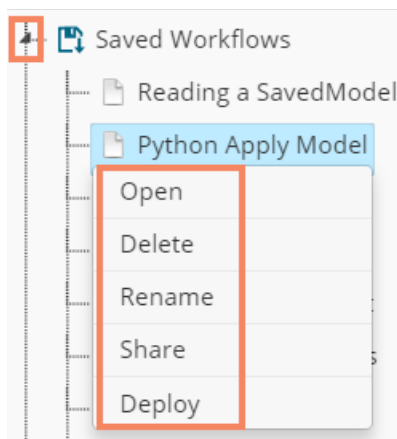 Saved Workflows
Reading a SavedModel
Python Apply Model
Open
Delete
Rename
Share
Deploy